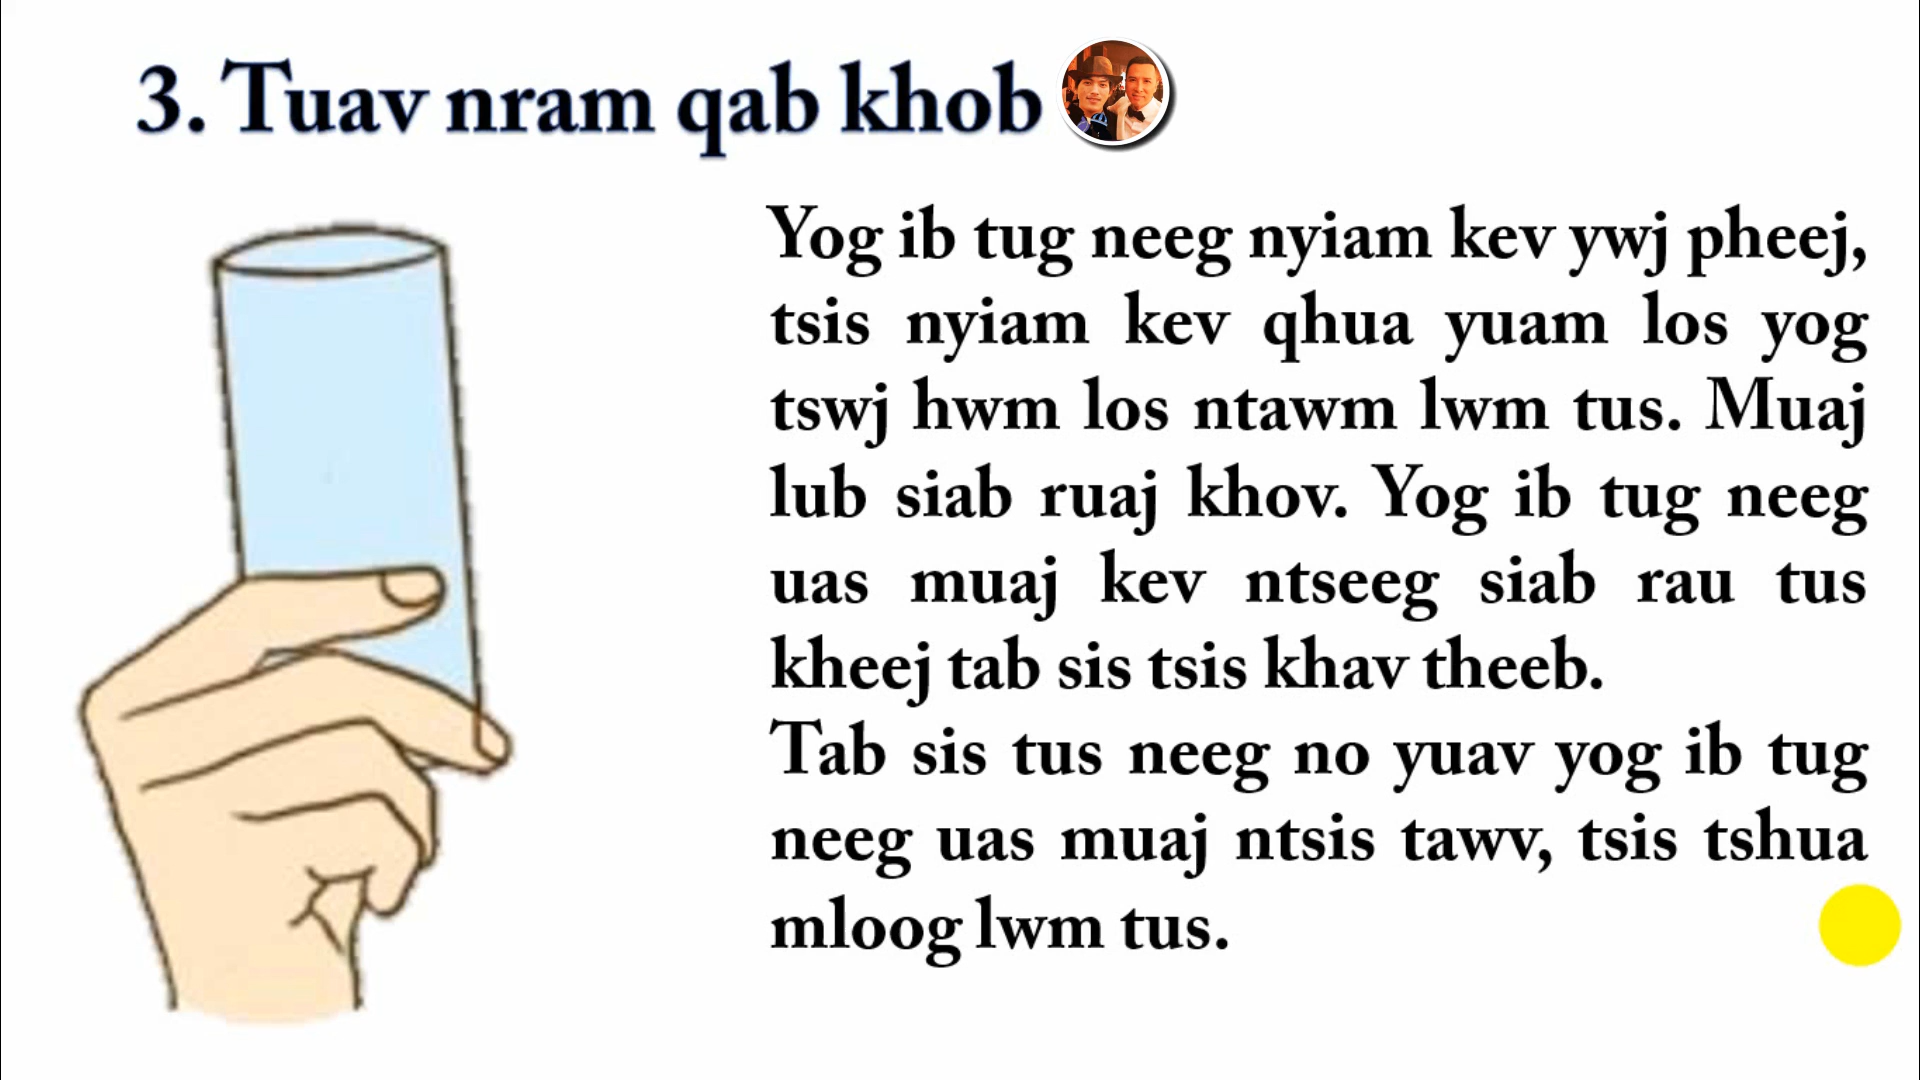 3. Tuav nram qab khob
Yog ib tug neeg nyiam kev ywj pheej,
tsis nyiam kev qhua yuam los yog
tswj hwm los ntawm lwm tus. Muaj
lub siab ruaj khov. Yog ib tug neeg
uas muaj kev ntseeg siab rau tus
kheej tab sis tsis khav theeb.
Tab sis tus neeg no yuav yog ib tug
neeg uas muaj ntsis tawv, tsis tshua
mloog lwm tus.